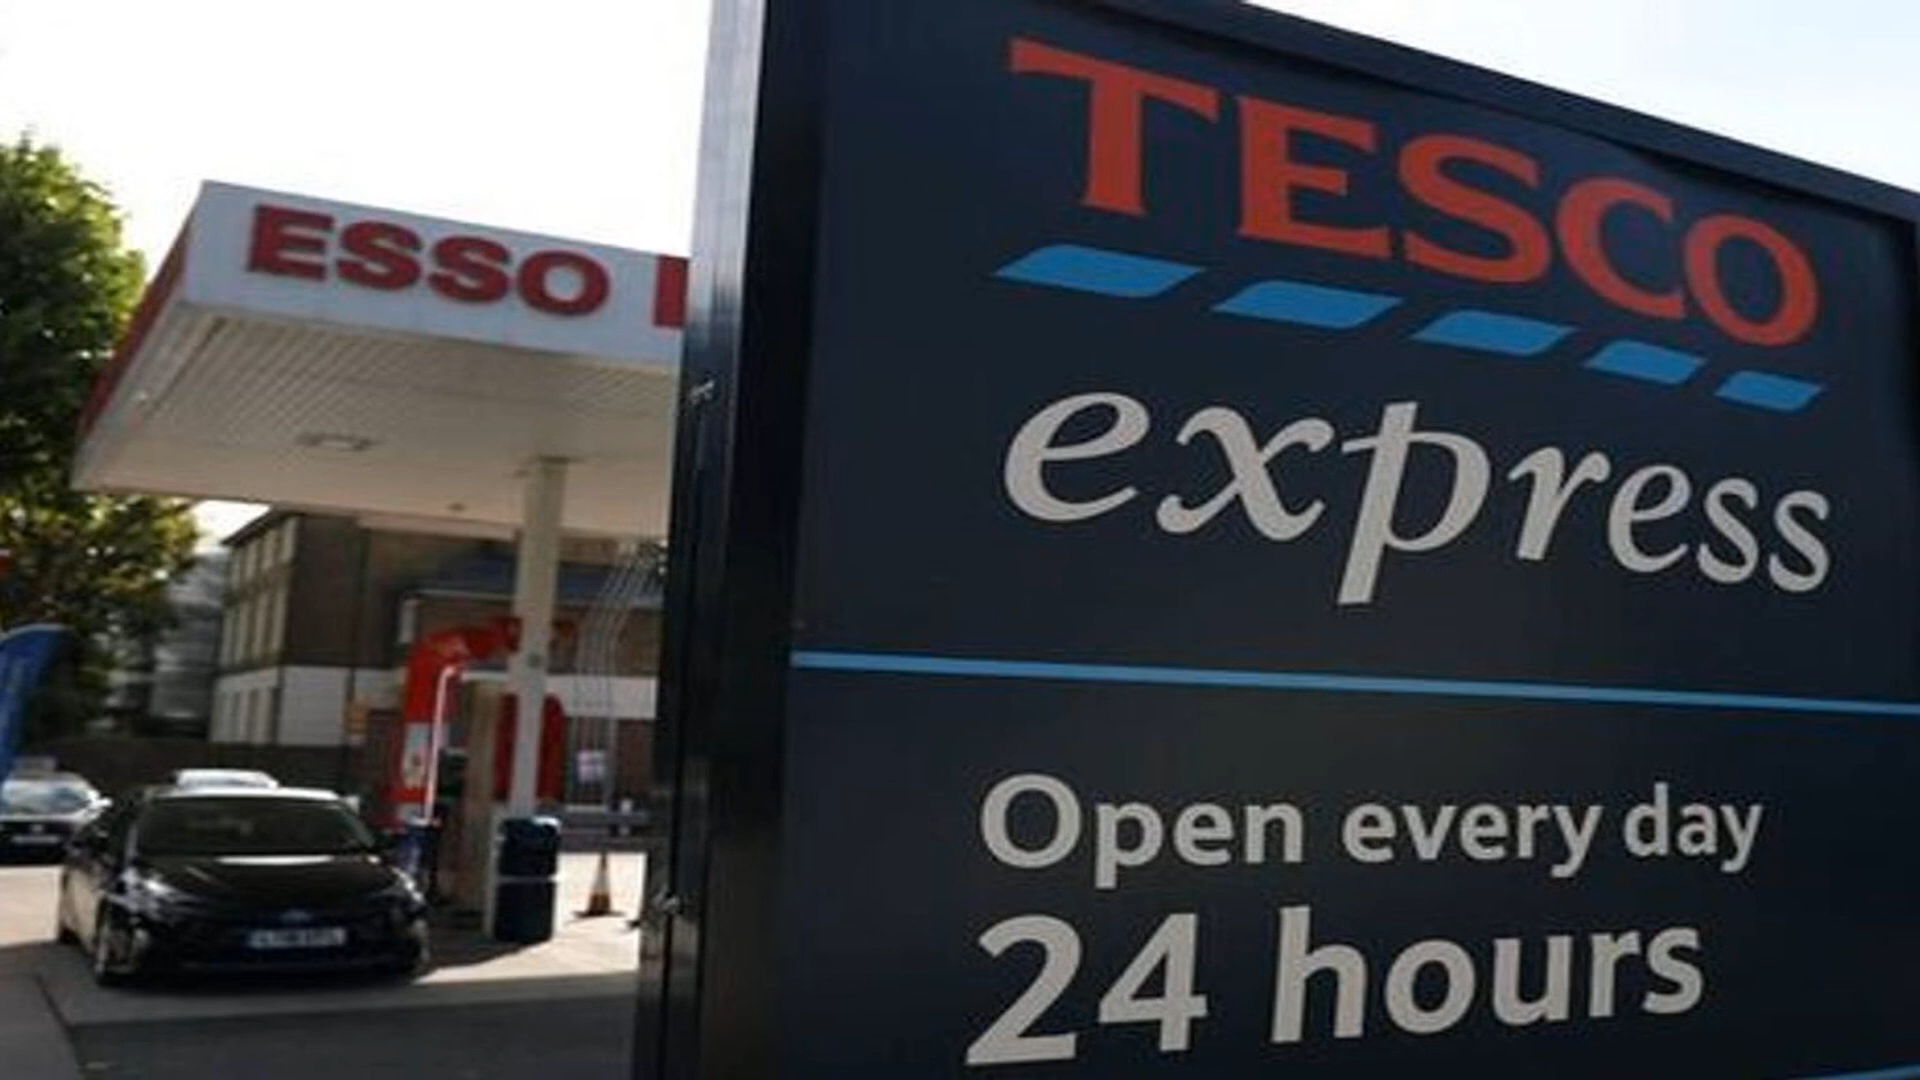 ESSO
TESCO
express
Open every day
24 hours